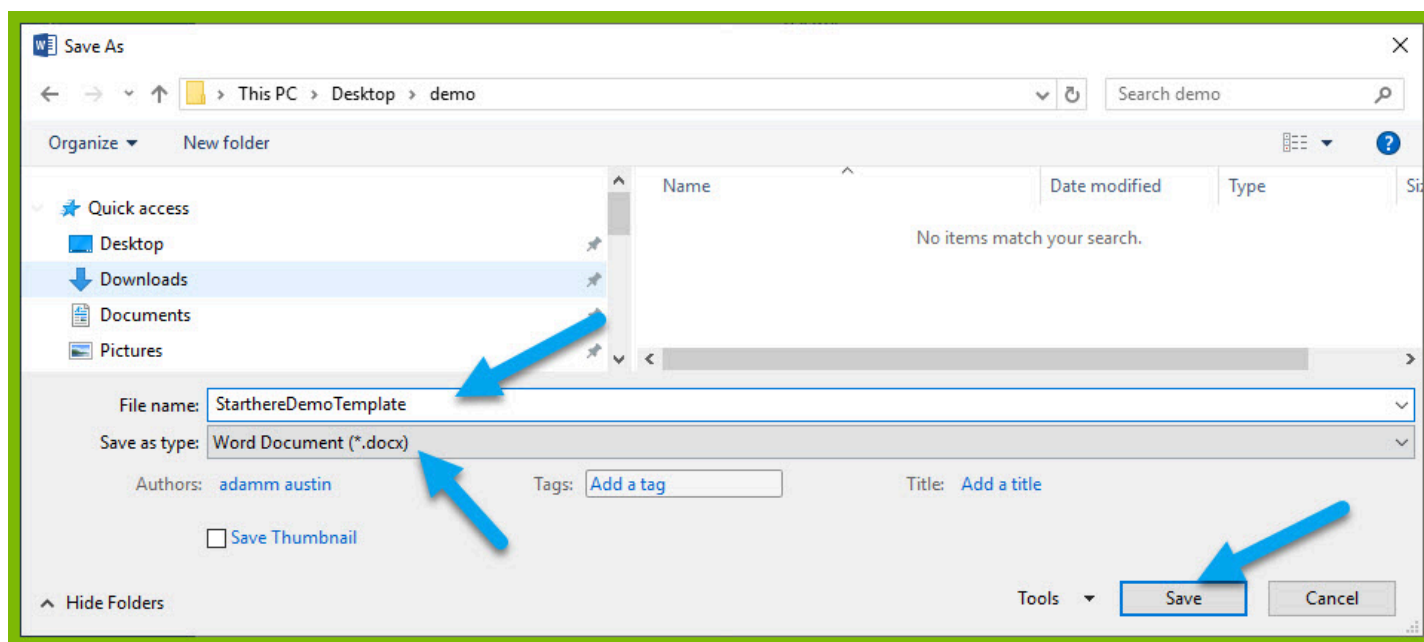 Save As
This PC > Desktop > demo
Search demo
Organize
New folder
Name
Date modified
Type
Quick access
Desktop
Downloads
Documents
Pictures
No items match your search.
File name: StarthereDemoTemplate
Save as type: Word Document (*.docx)
Authors: adamm austin
Tags: Add a tag
Title: Add a title
Save Thumbnail
Hide Folders
Tools
Save
Cancel